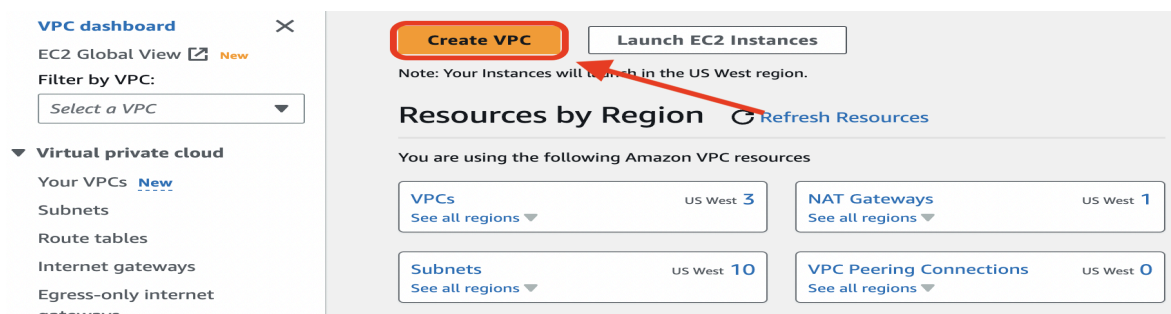 VPC dashboard
EC2 Global View New
Filter by VPC:
Select a VPC
Virtual private cloud
Your VPCs New
Subnets
Route tables
Internet gateways
Egress-only internet
Create VPC
Launch EC2 Instances
Note: Your Instances will launch in the US West region.
Resources by Region
Refresh Resources
You are using the following Amazon VPC resources
VPCs US West 3
See all regions
NAT Gateways US West 1
See all regions
Subnets US West 10
See all regions
VPC Peering Connections US West 0
See all regions